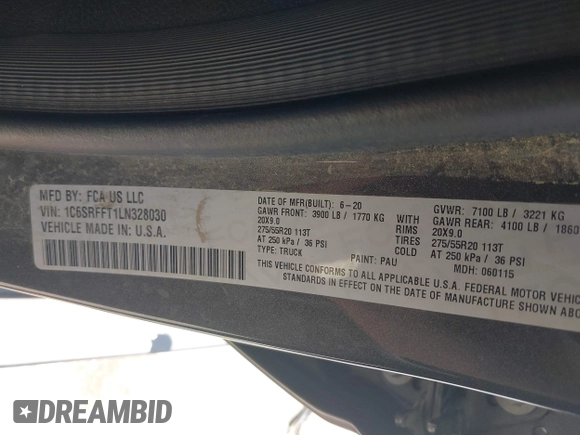 MFD BY: FCA US LLC
VIN: 1C6SRFFT1LN328030
VEHICLE MADE IN: U.S.A.
DATE OF MFR(BUILT): 6-20
GVWR: 7100 LB / 3221 KG
GAWR FRONT: 3900 LB / 1770 KG WITH GAWR REAR: 4100 LB / 1860
20X9.0 RIMS 20X9.0
275/55R20 113T TIRES 275/55R20 113T
AT 250 kPa / 36 PSI COLD AT 250 kPa / 36 PSI
TYPE: TRUCK PAINT: PAU MDH: 060115
THIS VEHICLE CONFORMS TO ALL APPLICABLE U.S.A. FEDERAL MOTOR VEHIC
STANDARDS IN EFFECT ON THE DATE OF MANUFACTURE SHOWN ABO
DREAMBID